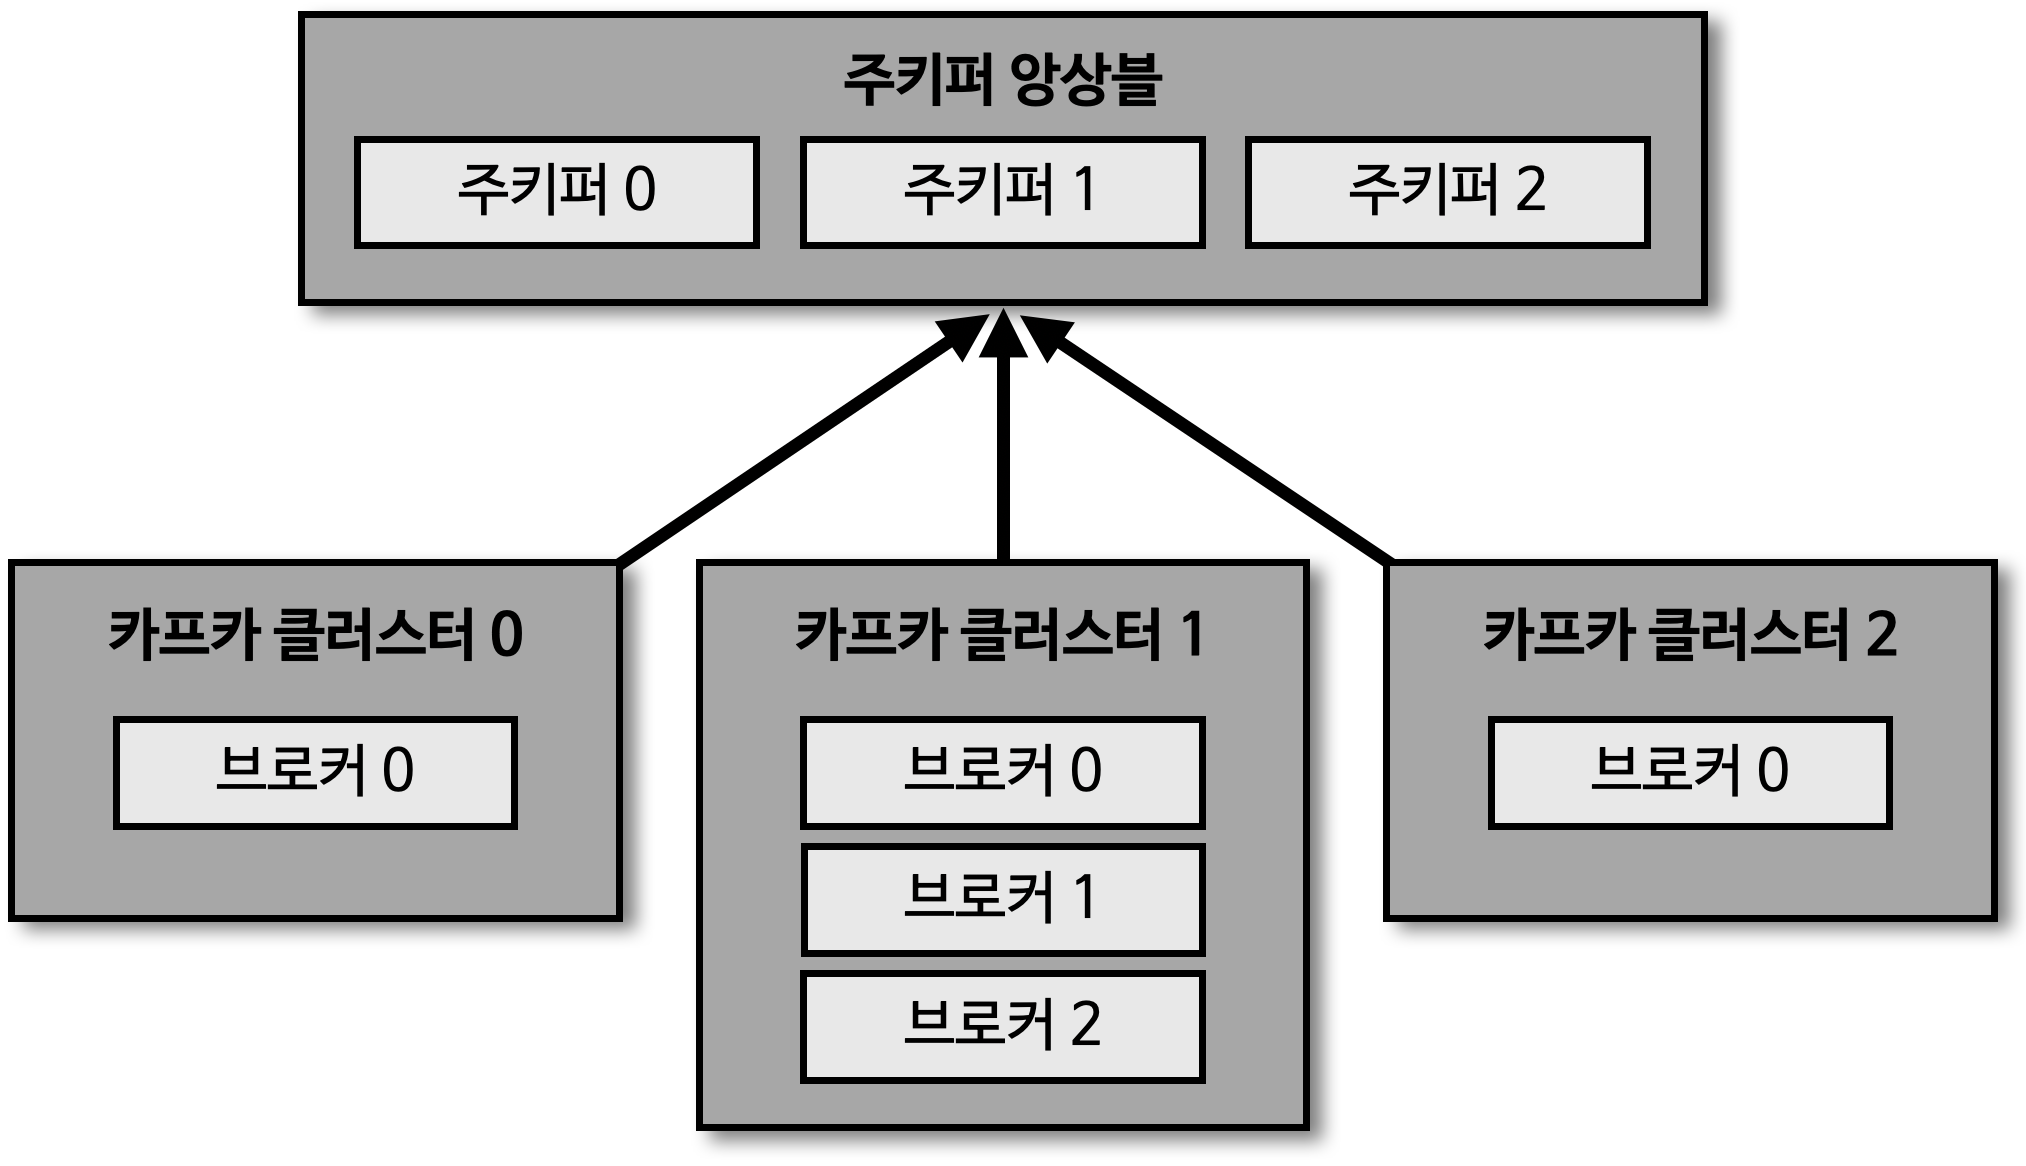 주키퍼 앙상블
주키퍼 0
주키퍼 1
주키퍼 2
카프카 클러스터 0
브로커 0
카프카 클러스터 1
브로커 0
브로커 1
브로커 2
카프카 클러스터 2
브로커 0